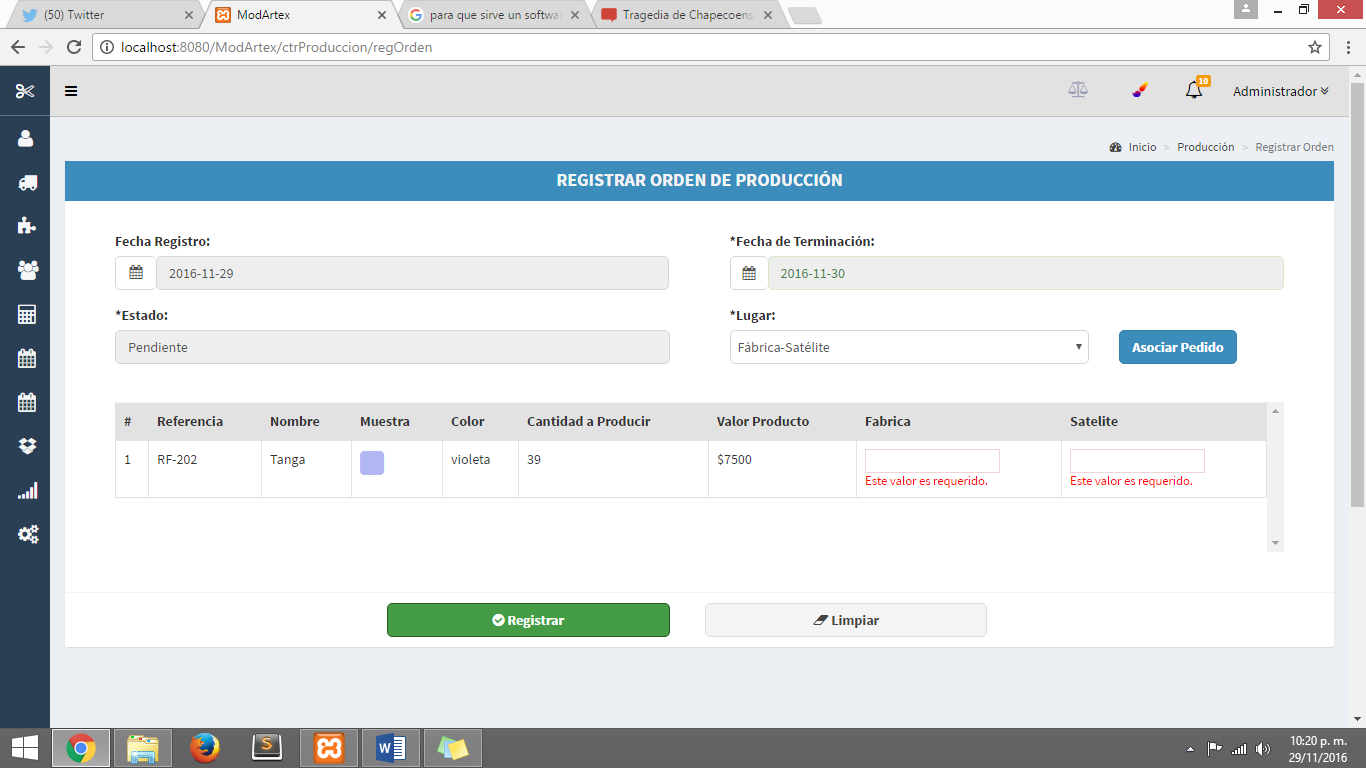 (50) Twitter
ModArtex
para que sirve un softwa
Tragedia de Chapecoens
localhost:8080/ModArtex/ctrProduccion/regOrden
10
Administrador
Inicio > Producción > Registrar Orden
REGISTRAR ORDEN DE PRODUCCIÓN
Fecha Registro:
*Fecha de Terminación:
2016-11-29
2016-11-30
*Estado:
*Lugar:
Pendiente
Fábrica-Satélite
Asociar Pedido
# Referencia Nombre Muestra Color Cantidad a Producir Valor Producto Fabrica Satelite
1 RF-202 Tanga violeta 39 $7500
Este valor es requerido. Este valor es requerido.
Registrar
Limpiar
10:20 p. m.
29/11/2016